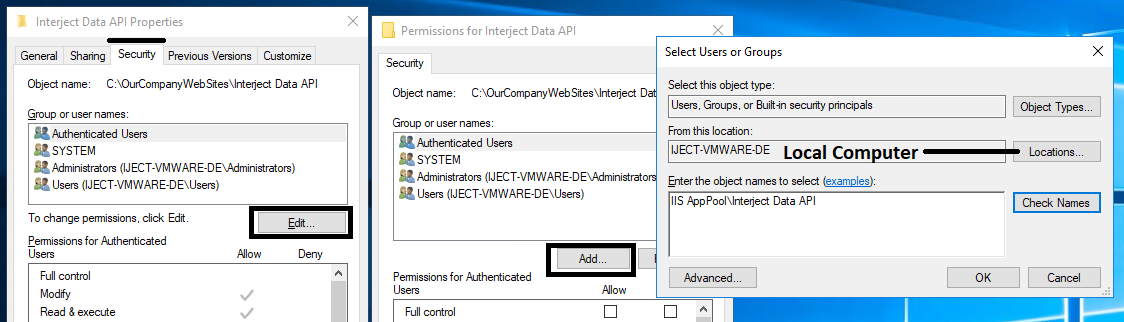 Interject Data API Properties
General Sharing Security Previous Versions Customize
Object name: C:\OurCompanyWebSites\Interject Data API
Group or user names:
Authenticated Users
SYSTEM
Administrators (IJECT-VMWARE-DE\Administrators)
Users (IJECT-VMWARE-DE\Users)
To change permissions, click Edit.
Edit...
Permissions for Authenticated
Users Allow Deny
Full control
Modify
Read & execute
Permissions for Interject Data API
Security
Object name: C:\OurCompanyWebSites\Interject Data
Group or user names:
Authenticated Users
SYSTEM
Administrators (IJECT-VMWARE-DE\Administrators)
Users (IJECT-VMWARE-DE\Users)
Add...
Permissions for Authenticated
Users Allow
Full control
Select Users or Groups
Select this object type:
Users, Groups, or Built-in security principals
Object Types...
From this location:
IJECT-VMWARE-DE
Local Computer
Locations...
Enter the object names to select (examples):
IIS AppPool\Interject Data API
Check Names
Advanced...
OK
Cancel